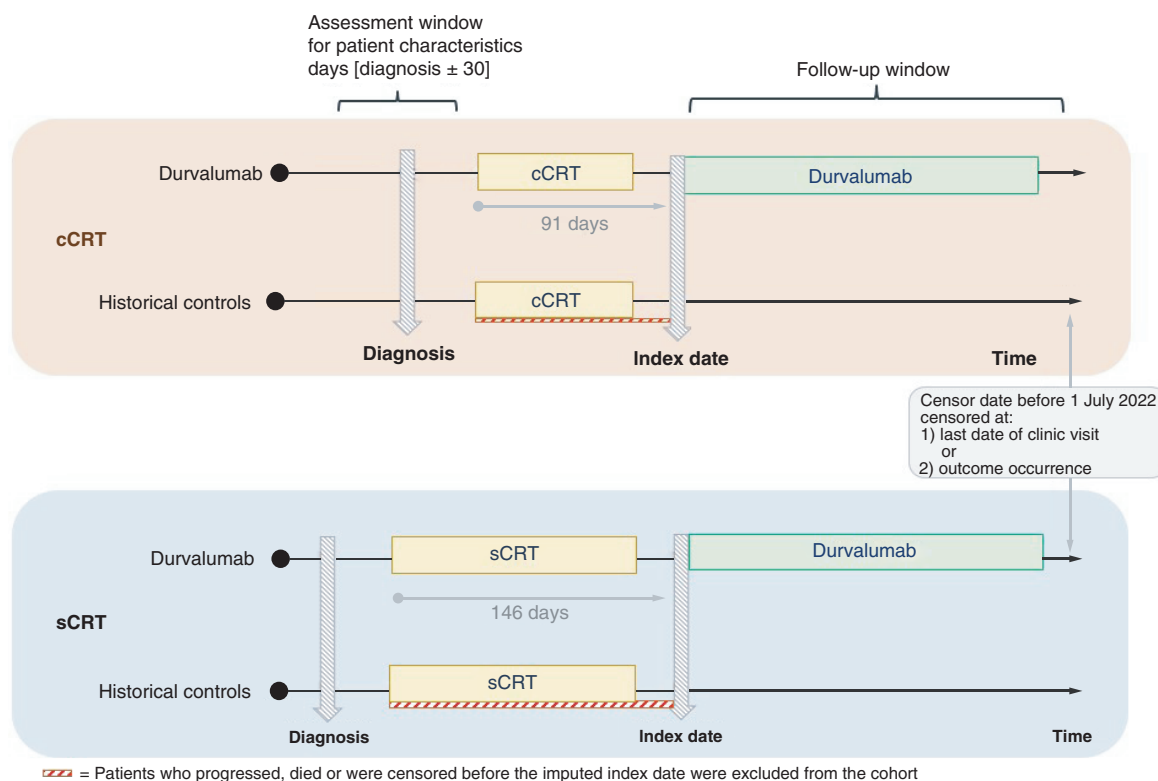 Assessment window
for patient characteristics
days [diagnosis ± 30]
Follow-up window
Durvalumab
cCRT
Durvalumab
91 days
cCRT
Historical controls
cCRT
Diagnosis
Index date
Time
Censor date before 1 July 2022
censored at:
1) last date of clinic visit
or
2) outcome occurrence
Durvalumab
sCRT
Durvalumab
146 days
sCRT
Historical controls
sCRT
Diagnosis
Index date
Time
= Patients who progressed, died or were censored before the imputed index date were excluded from the cohort